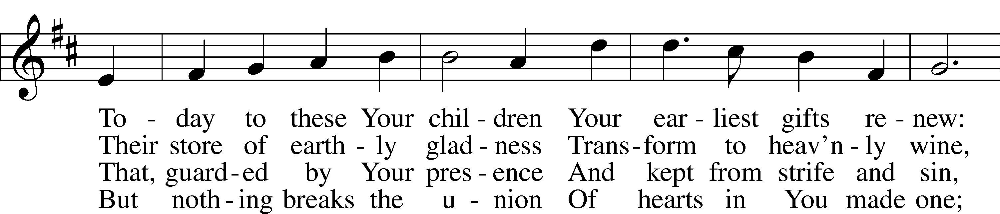 To - day to these Your chil - dren Your ear - liest gifts re - new:
Their store of earth - ly glad - ness Trans - form to heav'n - ly wine,
That, guard - ed by Your pres - ence And kept from strife and sin,
But noth - ing breaks the u - nion Of hearts in You made one;